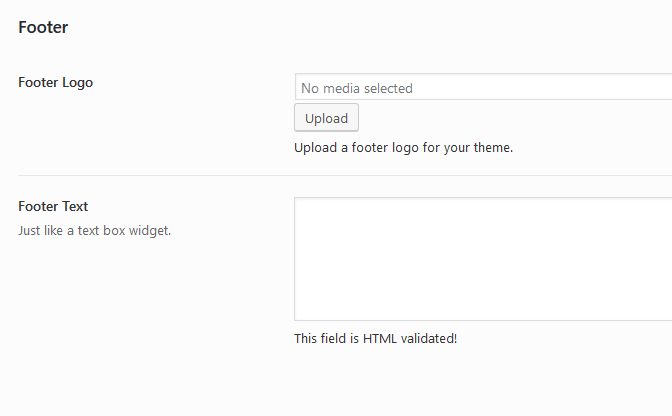 Footer
Footer Logo
No media selected
Upload
Upload a footer logo for your theme.
Footer Text
Just like a text box widget.
This field is HTML validated!